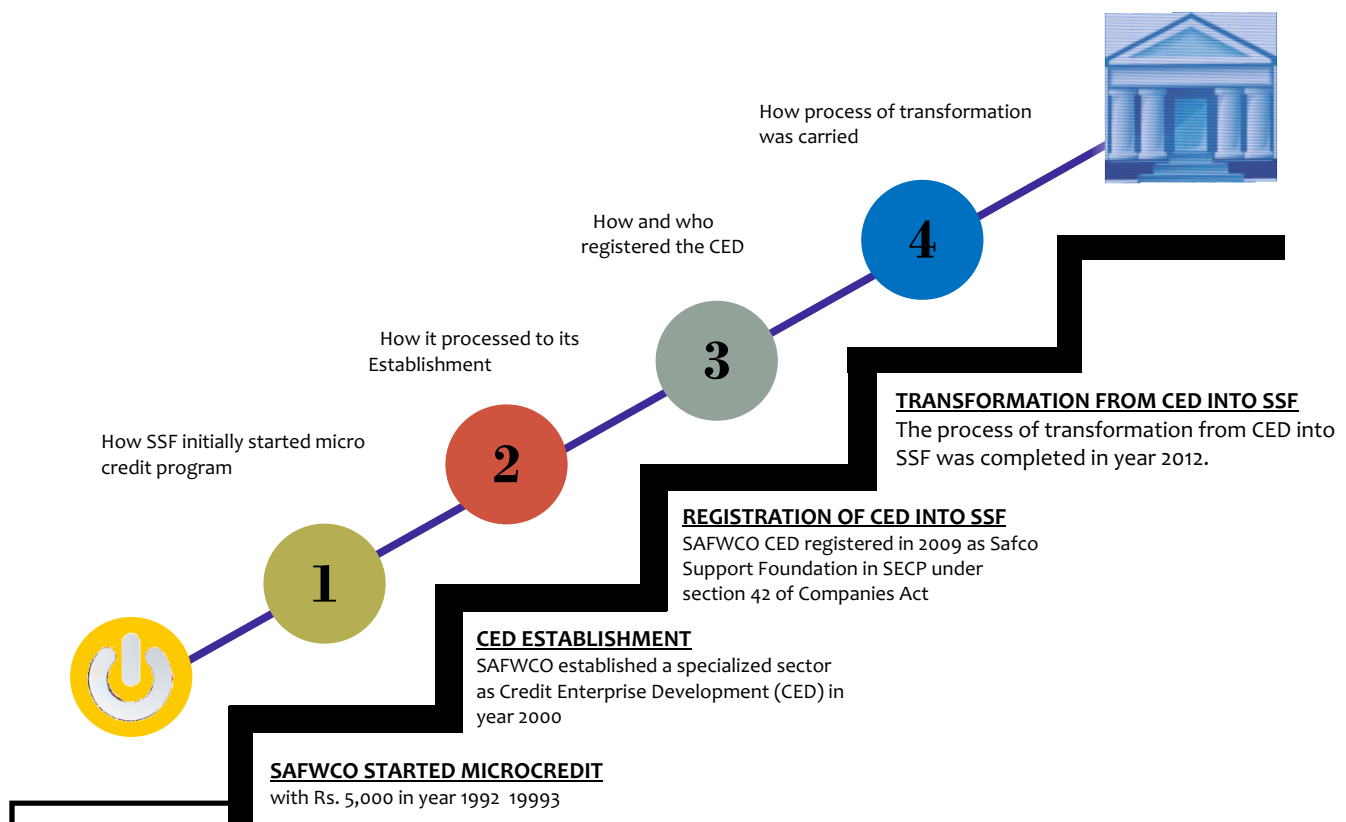 How process of transformation
was carried
How and who
registered the CED
4
How it processed to its
Establishment
3
How SSF initially started micro
credit program
2
1
TRANSFORMATION FROM CED INTO SSF
The process of transformation from CED into
SSF was completed in year 2012.
REGISTRATION OF CED INTO SSF
SAFWCO CED registered in 2009 as Safco
Support Foundation in SECP under
section 42 of Companies Act
CED ESTABLISHMENT
SAFWCO established a specialized sector
as Credit Enterprise Development (CED) in
year 2000
SAFWCO STARTED MICROCREDIT
with Rs. 5,000 in year 1992 19993